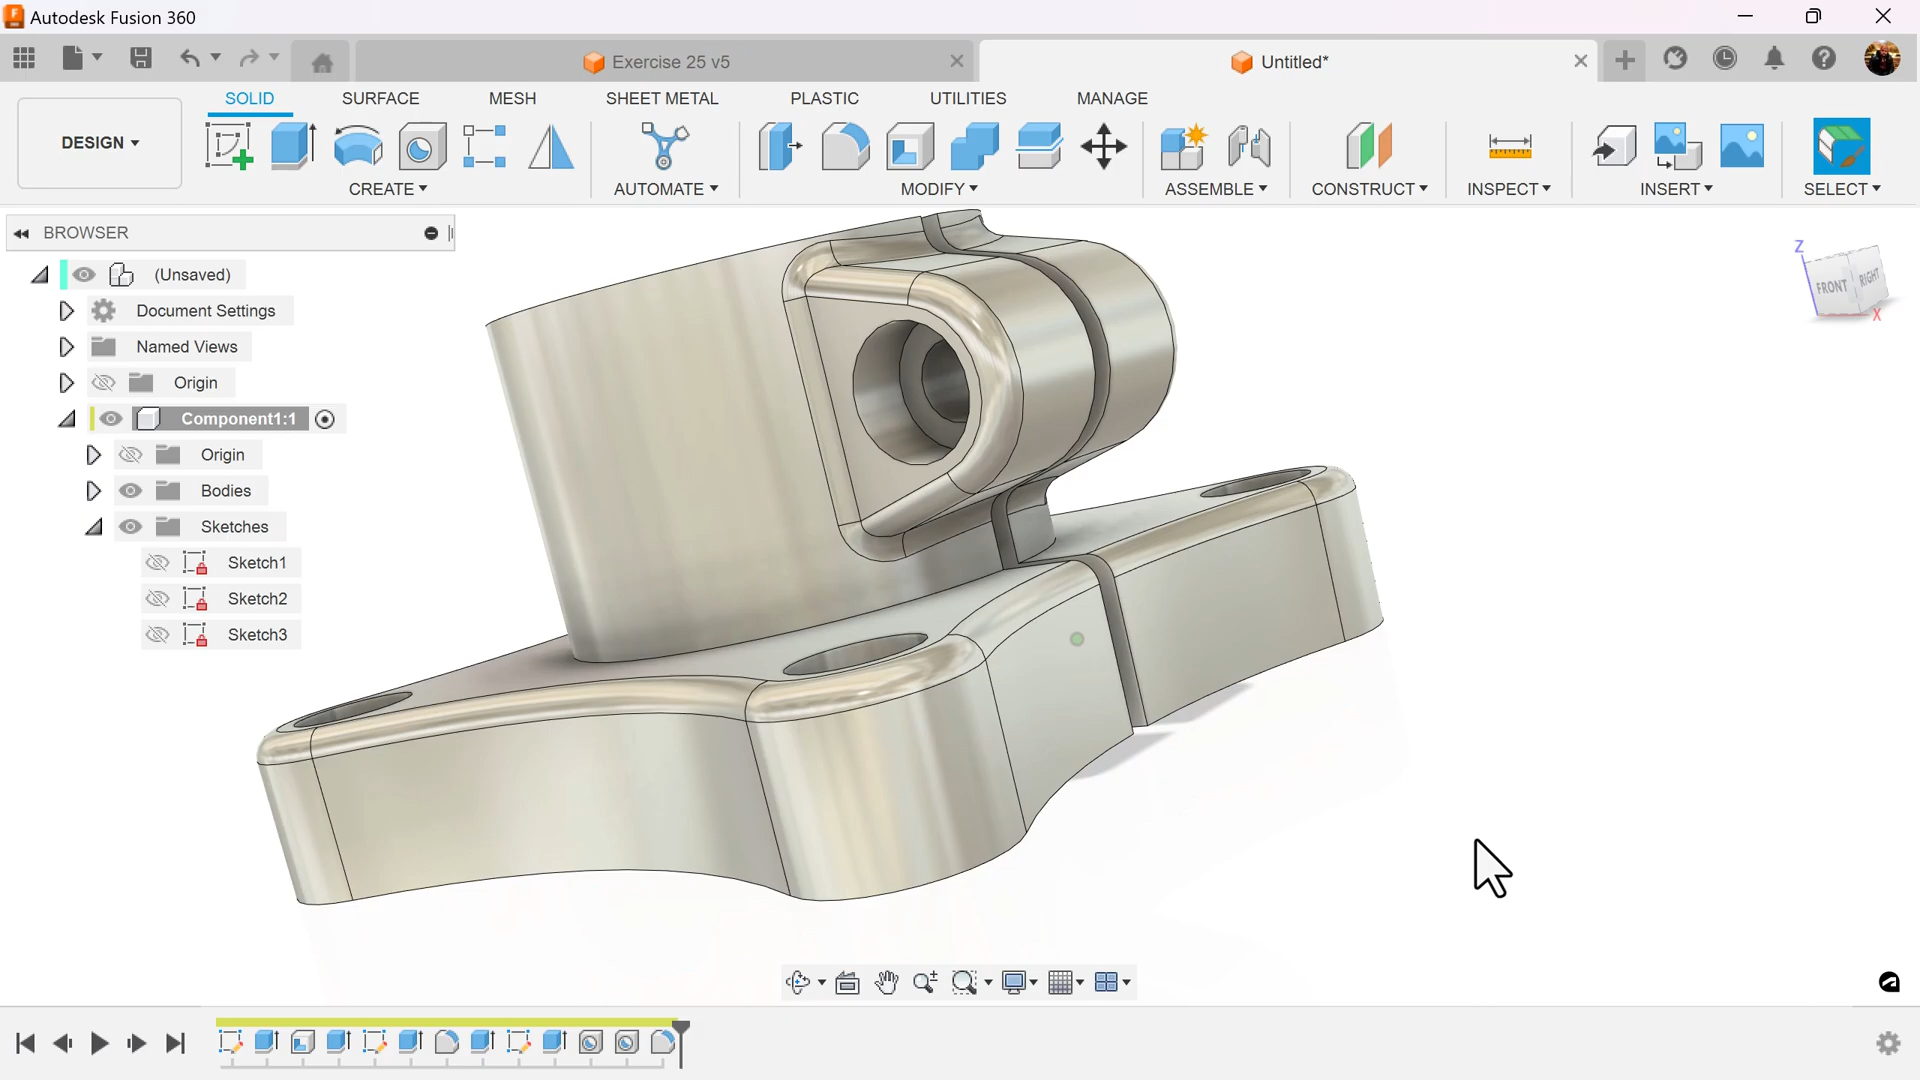 Autodesk Fusion 360
Exercise 25 v5
Untitled*
DESIGN
SOLID
SURFACE
MESH
SHEET METAL
PLASTIC
UTILITIES
MANAGE
CREATE
AUTOMATE
MODIFY
ASSEMBLE
CONSTRUCT
INSPECT
INSERT
SELECT
BROWSER
(Unsaved)
Document Settings
Named Views
Origin
Component1:1
Origin
Bodies
Sketches
Sketch1
Sketch2
Sketch3
Z
FRONT
RIGHT
X